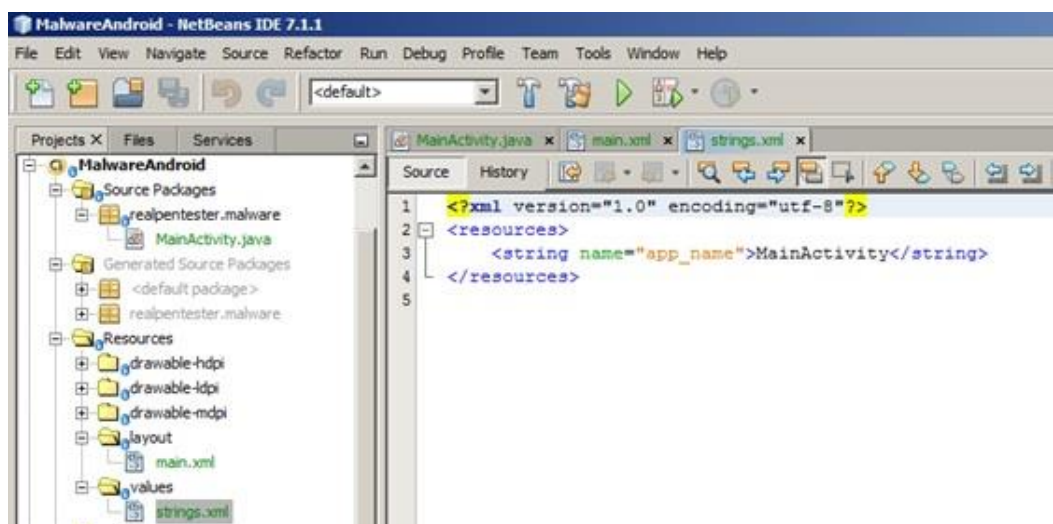 MalwareAndroid - NetBeans IDE 7.1.1
File Edit View Navigate Source Refactor Run Debug Profile Team Tools Window Help
<default>
Projects X Files Services
MainActivity.java x main.xml x strings.xml x
Source History
MalwareAndroid
Source Packages
realpentester.malware
MainActivity.java
Generated Source Packages
<default package>
realpentester.malware
Resources
drawable-hdpi
drawable-ldpi
drawable-mdpi
layout
main.xml
values
strings.xml
1 <?xml version="1.0" encoding="utf-8"?>
2 <resources>
3 <string name="app_name">MainActivity</string>
4 </resources>
5